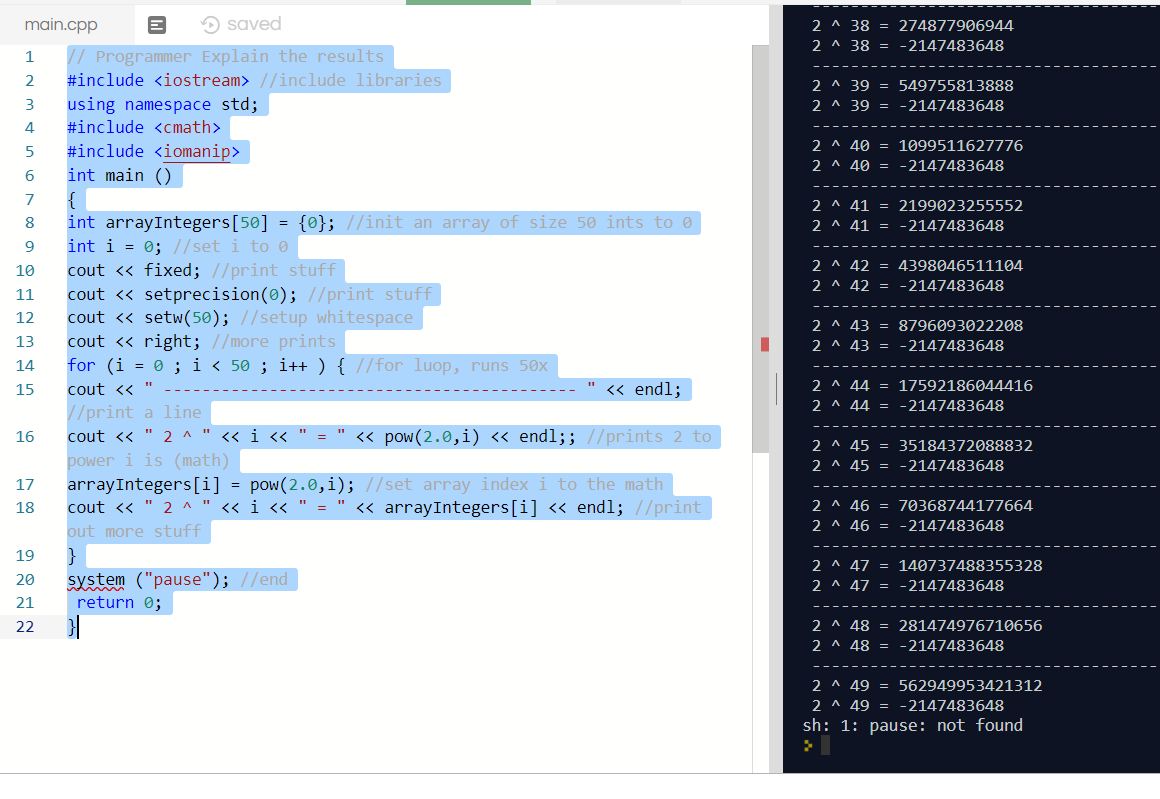 main.cpp
saved
1 // Programmer Explain the results
2 #include <iostream> //include libraries
3 using namespace std;
4 #include <cmath>
5 #include <iomanip>
6 int main ()
7 {
8 int arrayIntegers[50] = {0}; //init an array of size 50 ints to 0
9 int i = 0; //set i to 0
10 cout << fixed; //print stuff
11 cout << setprecision(0); //print stuff
12 cout << setw(50); //setup whitespace
13 cout << right; //more prints
14 for (i = 0 ; i < 50 ; i++ ) { //for luop, runs 50x
15 cout << " ------------------------------------------- " << endl;
//print a line
16 cout << " 2 ^ " << i << " = " << pow(2.0,i) << endl;; //prints 2 to
power i is (math)
17 arrayIntegers[i] = pow(2.0,i); //set array index i to the math
18 cout << " 2 ^ " << i << " = " << arrayIntegers[i] << endl; //print
out more stuff
19 }
20 system ("pause"); //end
21 return 0;
22 }
------------------------------------
2 ^ 38 = 274877906944
2 ^ 38 = -2147483648
------------------------------------
2 ^ 39 = 549755813888
2 ^ 39 = -2147483648
------------------------------------
2 ^ 40 = 1099511627776
2 ^ 40 = -2147483648
------------------------------------
2 ^ 41 = 2199023255552
2 ^ 41 = -2147483648
------------------------------------
2 ^ 42 = 4398046511104
2 ^ 42 = -2147483648
------------------------------------
2 ^ 43 = 8796093022208
2 ^ 43 = -2147483648
------------------------------------
2 ^ 44 = 17592186044416
2 ^ 44 = -2147483648
------------------------------------
2 ^ 45 = 35184372088832
2 ^ 45 = -2147483648
------------------------------------
2 ^ 46 = 70368744177664
2 ^ 46 = -2147483648
------------------------------------
2 ^ 47 = 140737488355328
2 ^ 47 = -2147483648
------------------------------------
2 ^ 48 = 281474976710656
2 ^ 48 = -2147483648
------------------------------------
2 ^ 49 = 562949953421312
2 ^ 49 = -2147483648
sh: 1: pause: not found